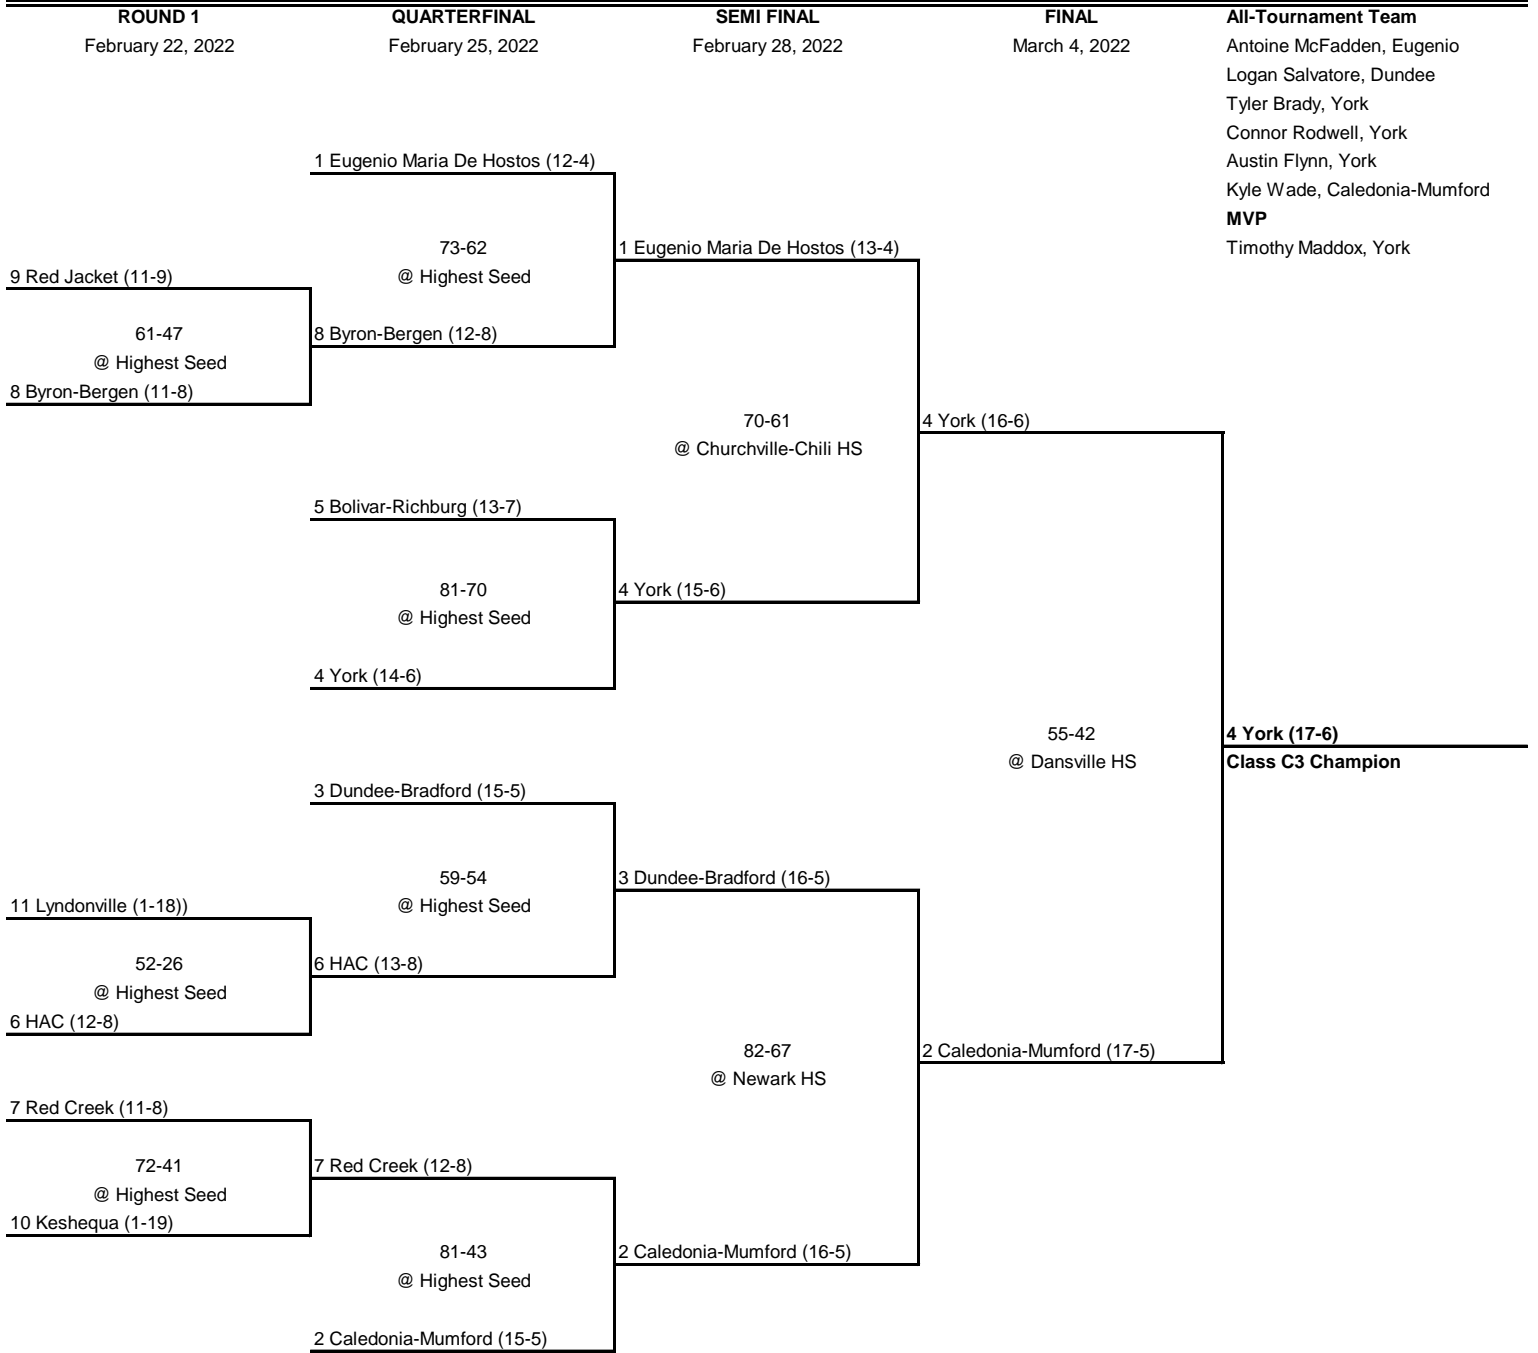 ROUND 1 QUARTERFINAL SEMI FINAL FINAL All-Tournament Team
February 22, 2022 February 25, 2022 February 28, 2022 March 4, 2022 Antoine McFadden, Eugenio
Logan Salvatore, Dundee
Tyler Brady, York
Connor Rodwell, York
1 Eugenio Maria De Hostos (12-4) Austin Flynn, York
Kyle Wade, Caledonia-Mumford
MVP
73-62 1 Eugenio Maria De Hostos (13-4) Timothy Maddox, York
9 Red Jacket (11-9) @ Highest Seed
61-47 8 Byron-Bergen (12-8)
@ Highest Seed
8 Byron-Bergen (11-8)
70-61 4 York (16-6)
@ Churchville-Chili HS
5 Bolivar-Richburg (13-7)
81-70 4 York (15-6)
@ Highest Seed
4 York (14-6)
55-42 4 York (17-6)
@ Dansville HS Class C3 Champion
3 Dundee-Bradford (15-5)
59-54 3 Dundee-Bradford (16-5)
11 Lyndonville (1-18)) @ Highest Seed
52-26 6 HAC (13-8)
@ Highest Seed
6 HAC (12-8)
82-67 2 Caledonia-Mumford (17-5)
@ Newark HS
7 Red Creek (11-8)
72-41 7 Red Creek (12-8)
@ Highest Seed
10 Keshequa (1-19)
81-43 2 Caledonia-Mumford (16-5)
@ Highest Seed
2 Caledonia-Mumford (15-5)